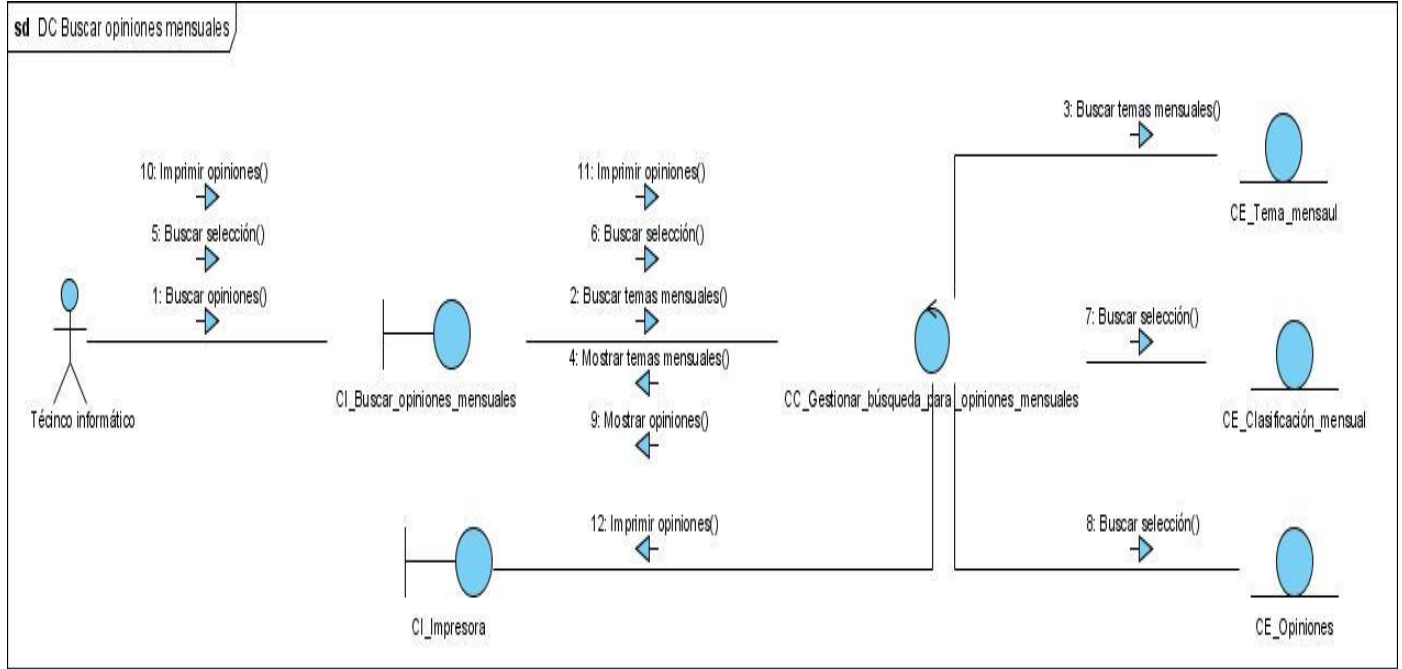 sd DC Buscar opiniones mensuales
3: Buscar temas mensuales()
10: Imprimir opiniones()
11: Imprimir opiniones()
CE_Tema_mensaul
5: Buscar selección()
6: Buscar selección()
1: Buscar opiniones()
2: Buscar temas mensuales()
7: Buscar selección()
4: Mostrar temas mensuales()
CI_Buscar_opiniones_mensuales
CC_Gestionar_búsqueda_para_opiniones_mensuales
Técinco informático
9: Mostrar opiniones()
CE_Clasificación_mensual
12: Imprimir opiniones()
8: Buscar selección()
CI_Impresora
CE_Opiniones